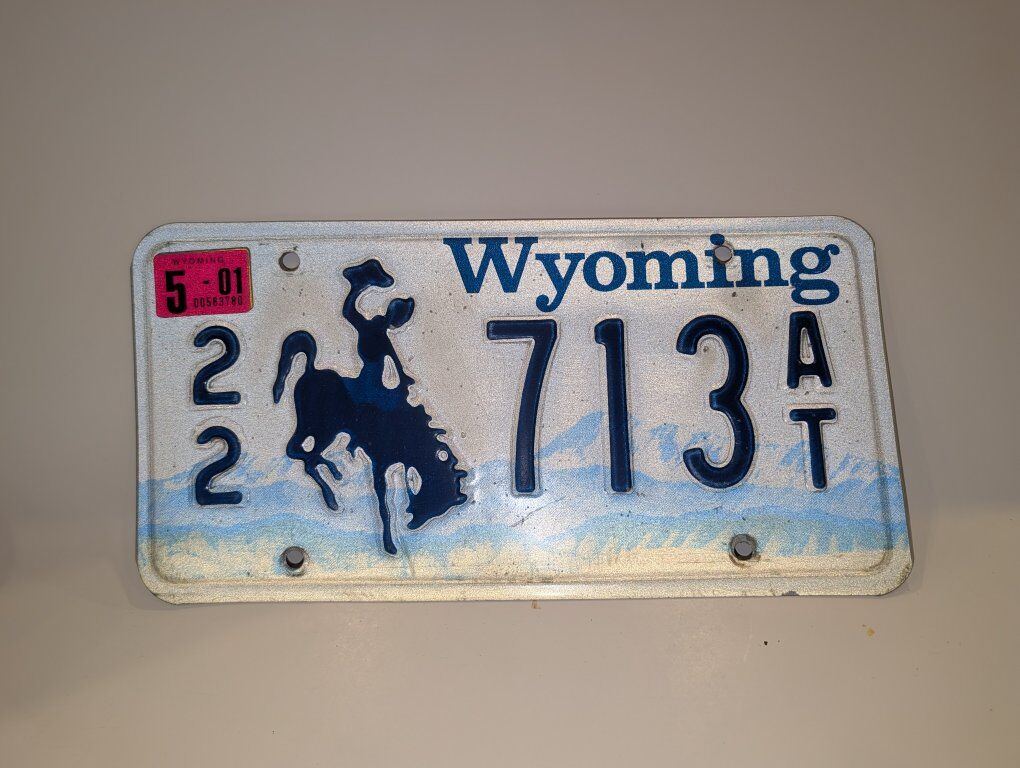 Wyoming
WYOMING
5 - 01
00583780
22
713
AT